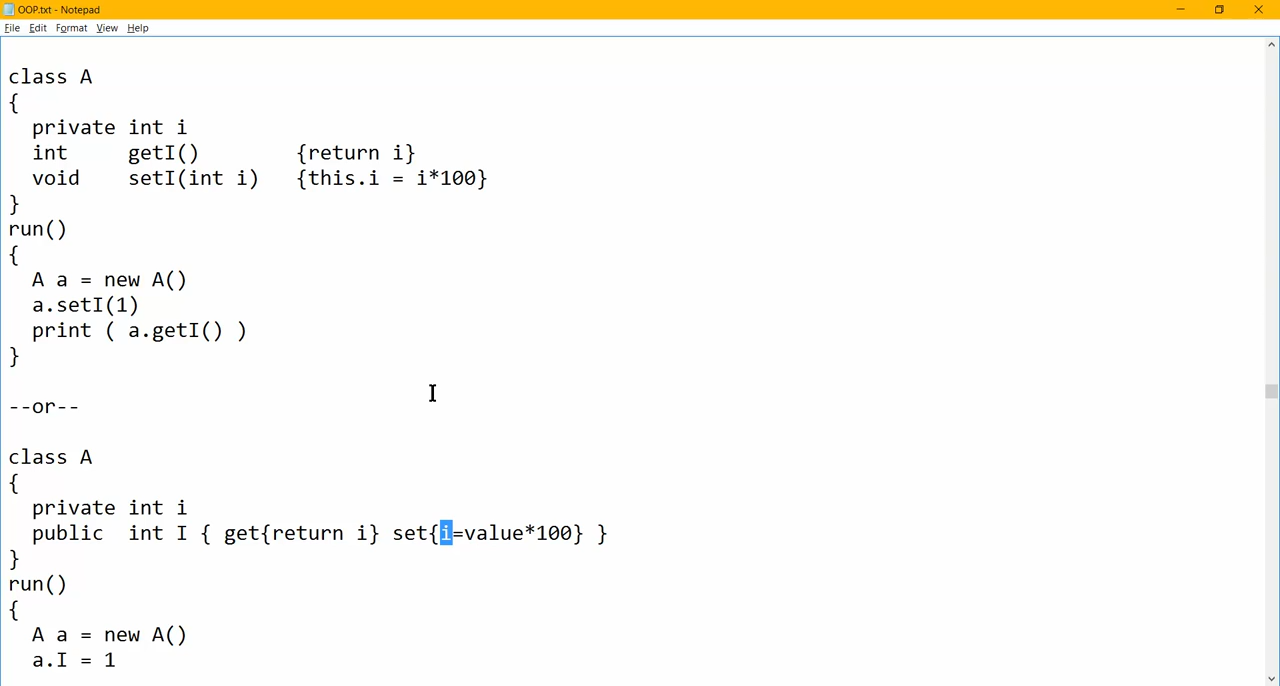 OOP.txt - Notepad
File Edit Format View Help
class A
{
  private int i
  int     getI()        {return i}
  void    setI(int i)   {this.i = i*100}
}
run()
{
  A a = new A()
  a.setI(1)
  print ( a.getI() )
}

--or--

class A
{
  private int i
  public  int I { get{return i} set{i=value*100} }
}
run()
{
  A a = new A()
  a.I = 1